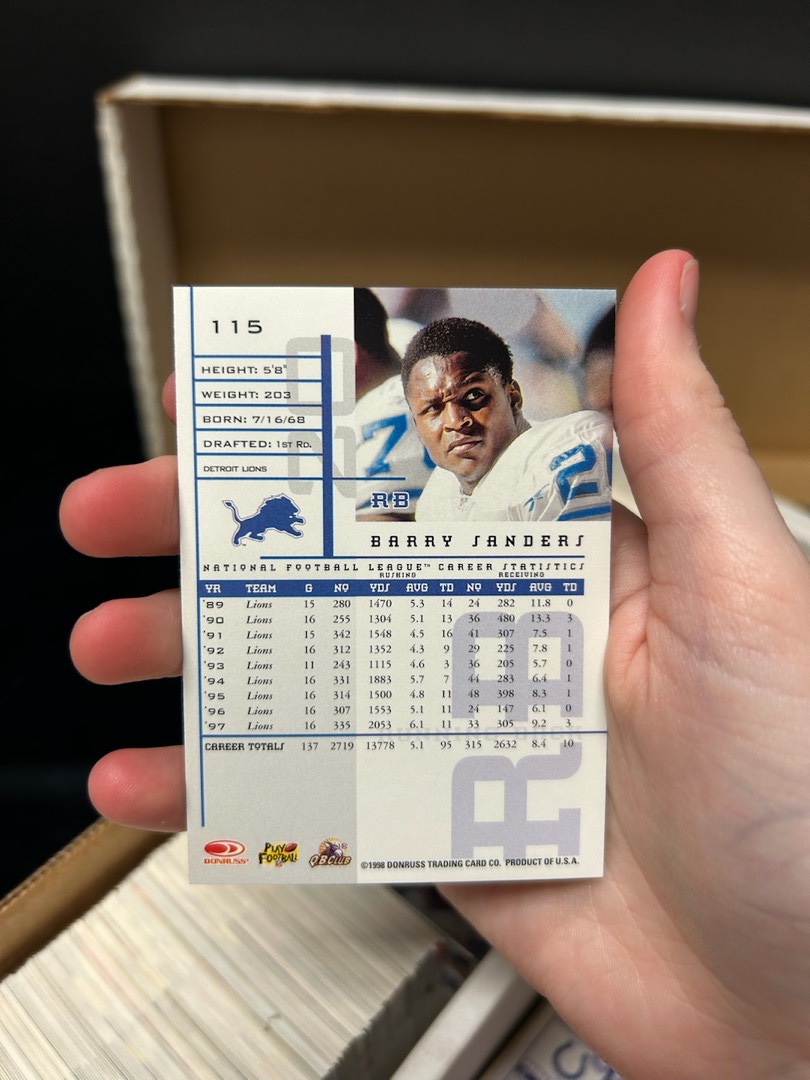 115
HEIGHT: 5'8"
WEIGHT: 203
BORN: 7/16/68
DRAFTED: 1ST RD.
DETROIT LIONS
20
7
2
RB
BARRY SANDERS
NATIONAL FOOTBALL LEAGUE™ CAREER STATISTICS
RUSHING RECEIVING
YR TEAM G NO YDS AVG TD NO YDS AVG TD
'89 Lions 15 280 1470 5.3 14 24 282 11.8 0
'90 Lions 16 255 1304 5.1 13 36 480 13.3 3
'91 Lions 15 342 1548 4.5 16 41 307 7.5 1
'92 Lions 16 312 1352 4.3 9 29 225 7.8 1
'93 Lions 11 243 1115 4.6 3 36 205 5.7 0
'94 Lions 16 331 1883 5.7 7 44 283 6.4 1
'95 Lions 16 314 1500 4.8 11 48 398 8.3 1
'96 Lions 16 307 1553 5.1 11 24 147 6.1 0
'97 Lions 16 335 2053 6.1 11 33 305 9.2 3
CAREER TOTALS 137 2719 13778 5.1 95 315 2632 8.4 10
RUNNING BACK
RB
DONRUSS
PLAY FOOTBALL
QB CLUB
©1998 DONRUSS TRADING CARD CO. PRODUCT OF U.S.A.